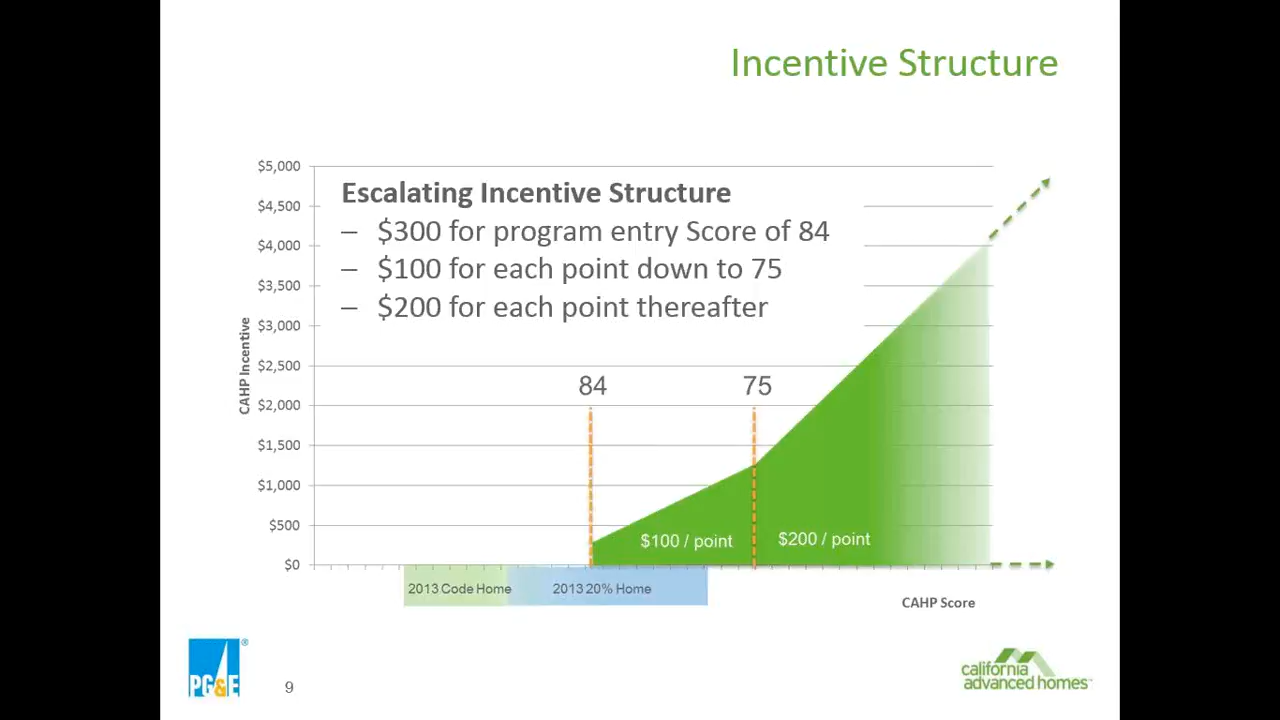 Incentive Structure
$5,000
$4,500
$4,000
$3,500
$3,000
$2,500
$2,000
$1,500
$1,000
$500
$0
CAHP Incentive
Escalating Incentive Structure
– $300 for program entry Score of 84
– $100 for each point down to 75
– $200 for each point thereafter
84
75
$100 / point
$200 / point
2013 Code Home
2013 20% Home
CAHP Score
PG&E®
9
california
advanced homes™